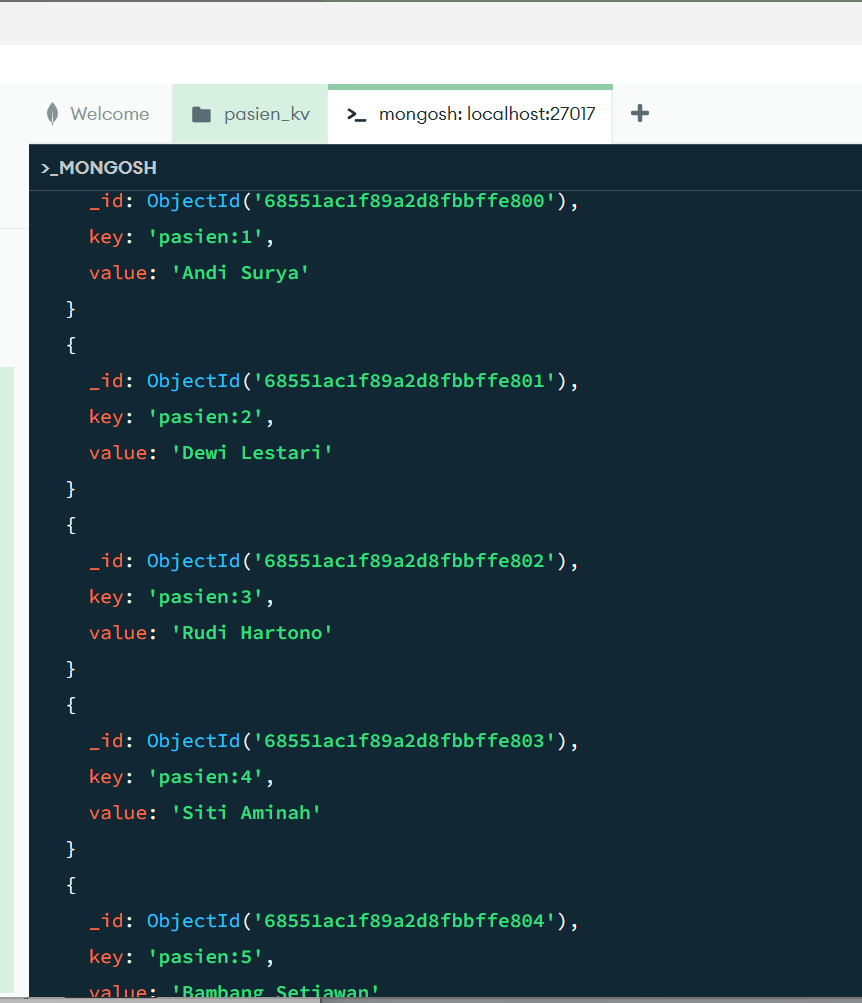 Welcome
pasien_kv
>_ mongosh: localhost:27017
+
>_MONGOSH
_id: ObjectId('68551ac1f89a2d8fbbffe800'),
key: 'pasien:1',
value: 'Andi Surya'
}
{
_id: ObjectId('68551ac1f89a2d8fbbffe801'),
key: 'pasien:2',
value: 'Dewi Lestari'
}
{
_id: ObjectId('68551ac1f89a2d8fbbffe802'),
key: 'pasien:3',
value: 'Rudi Hartono'
}
{
_id: ObjectId('68551ac1f89a2d8fbbffe803'),
key: 'pasien:4',
value: 'Siti Aminah'
}
{
_id: ObjectId('68551ac1f89a2d8fbbffe804'),
key: 'pasien:5',
value: 'Bambang Setiawan'